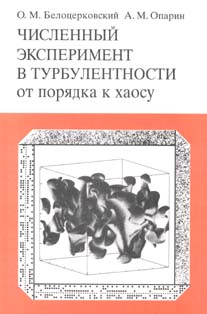 О. М. Белоцерковский А. М. Опарин
ЧИСЛЕННЫЙ
ЭКСПЕРИМЕНТ
В ТУРБУЛЕНТНОСТИ
от порядка к хаосу